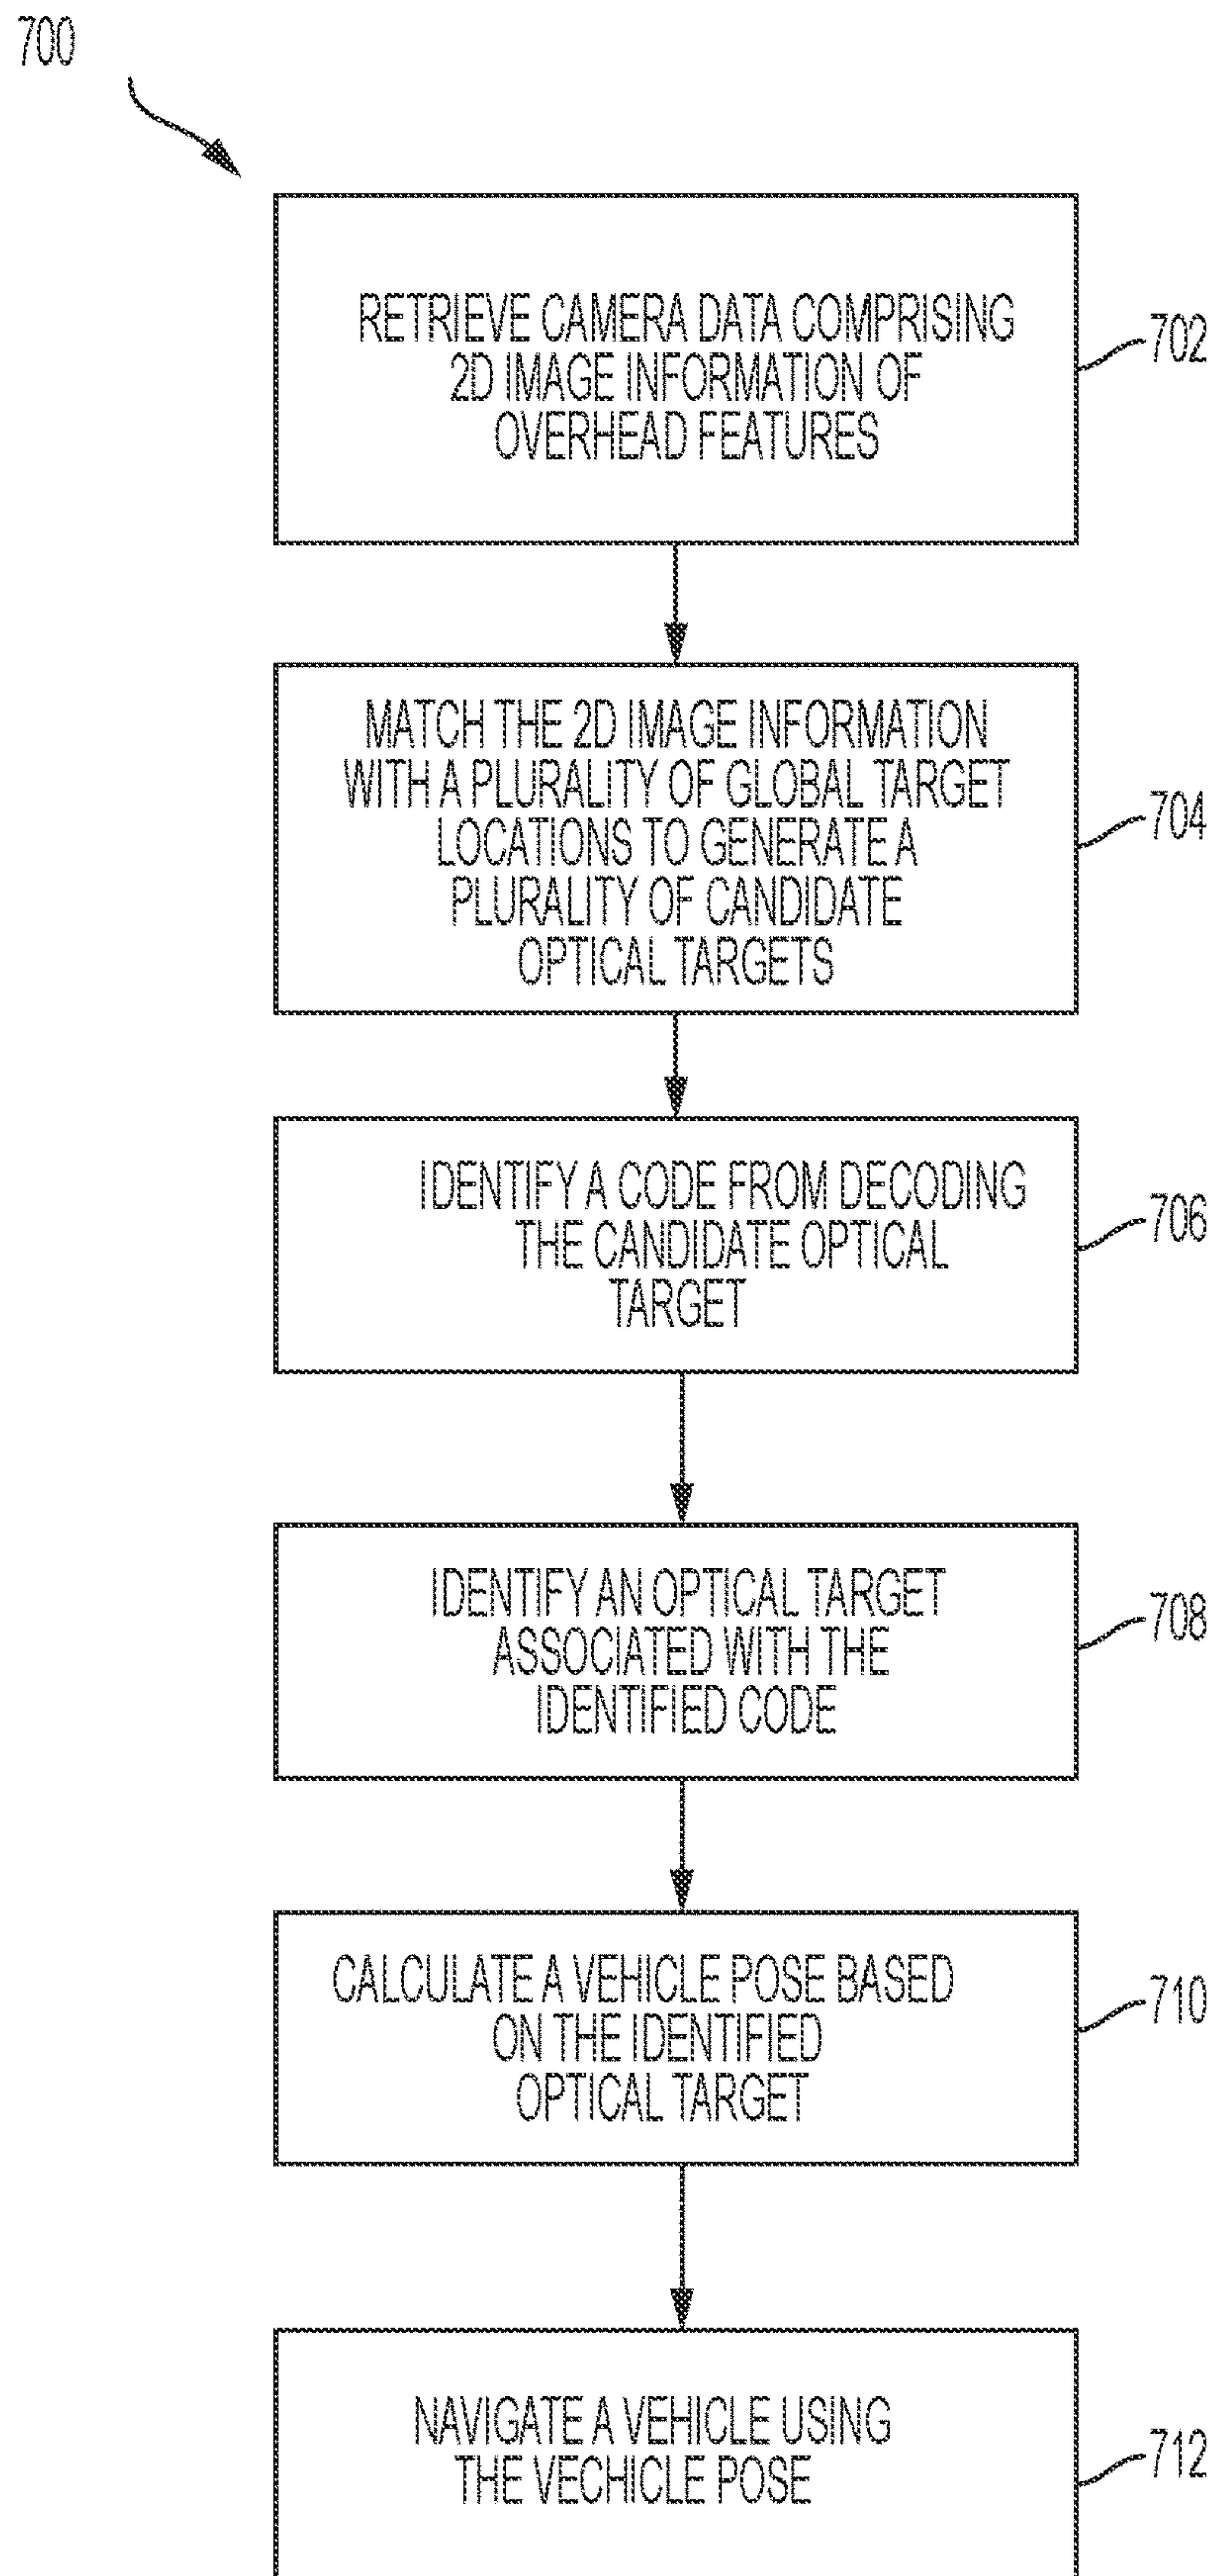 700
RETRIEVE CAMERA DATA COMPRISING
2D IMAGE INFORMATION OF
OVERHEAD FEATURES
702
MATCH THE 2D IMAGE INFORMATION
WITH A PLURALITY OF GLOBAL TARGET
LOCATIONS TO GENERATE A
PLURALITY OF CANDIDATE
OPTICAL TARGETS
704
IDENTIFY A CODE FROM DECODING
THE CANDIDATE OPTICAL
TARGET
706
IDENTIFY AN OPTICAL TARGET
ASSOCIATED WITH THE
IDENTIFIED CODE
708
CALCULATE A VEHICLE POSE BASED
ON THE IDENTIFIED
OPTICAL TARGET
710
NAVIGATE A VEHICLE USING
THE VECHICLE POSE
712